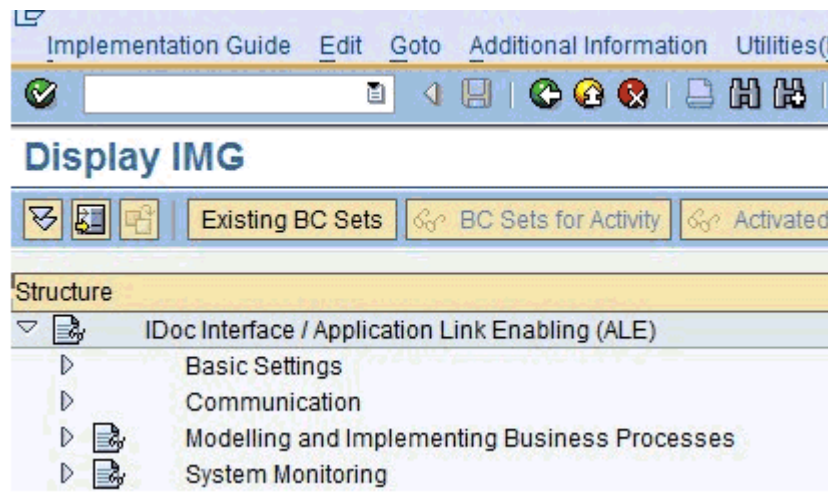 Implementation Guide Edit Goto Additional Information Utilities(
Display IMG
Existing BC Sets BC Sets for Activity Activated
Structure
IDoc Interface / Application Link Enabling (ALE)
Basic Settings
Communication
Modelling and Implementing Business Processes
System Monitoring